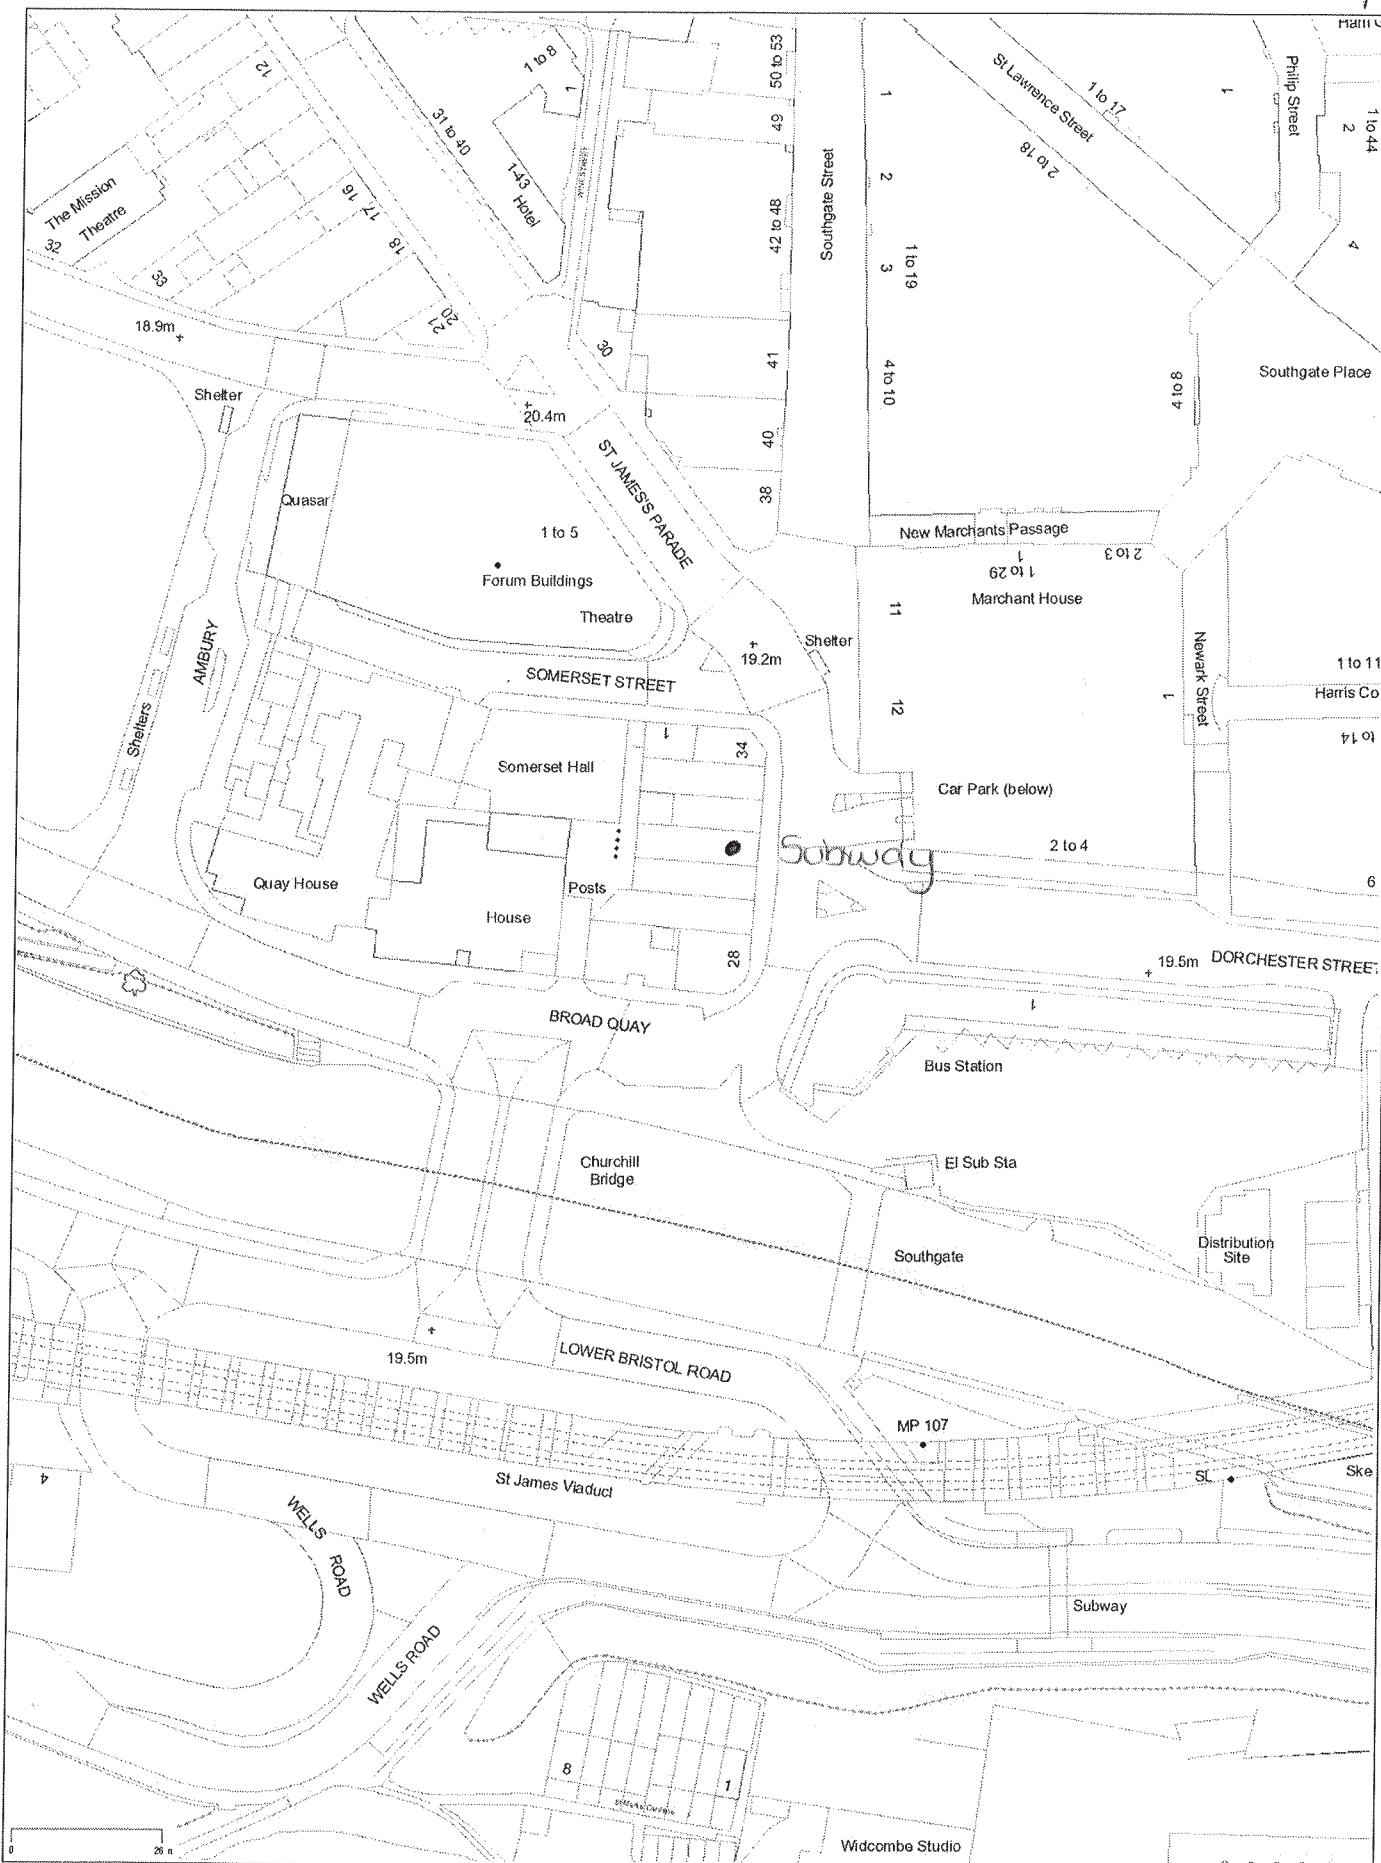 12
1 to 8
1
50 to 53
1
St Lawrence Street
1 to 17
2 to 18
1
Philip Street
1 to 44
2
4
31 to 40
1-43
Hotel
49
Southgate Street
2
The Mission
Theatre
32
33
16
17
18
20
21
42 to 48
3
1 to 19
18.9m
30
41
4 to 10
4 to 8
Southgate Place
Shelter
20.4m
40
ST JAMES'S PARADE
38
Quasar
1 to 5
New Marchants Passage
1
2 to 3
1 to 29
Forum Buildings
Marchant House
11
Theatre
Shelter
19.2m
AMBURY
Newark Street
1 to 11
SOMERSET STREET
12
1
Harris Co
to 14
Shelters
1
34
Somerset Hall
Car Park (below)
Subway
2 to 4
Quay House
Posts
6
House
28
19.5m
DORCHESTER STREET
1
BROAD QUAY
Bus Station
Churchill
Bridge
El Sub Sta
Southgate
Distribution
Site
19.5m
LOWER BRISTOL ROAD
MP 107
4
St James Viaduct
SL
Ske
WELLS
ROAD
Subway
WELLS ROAD
8
1
Widcombe Studio
0
26 m